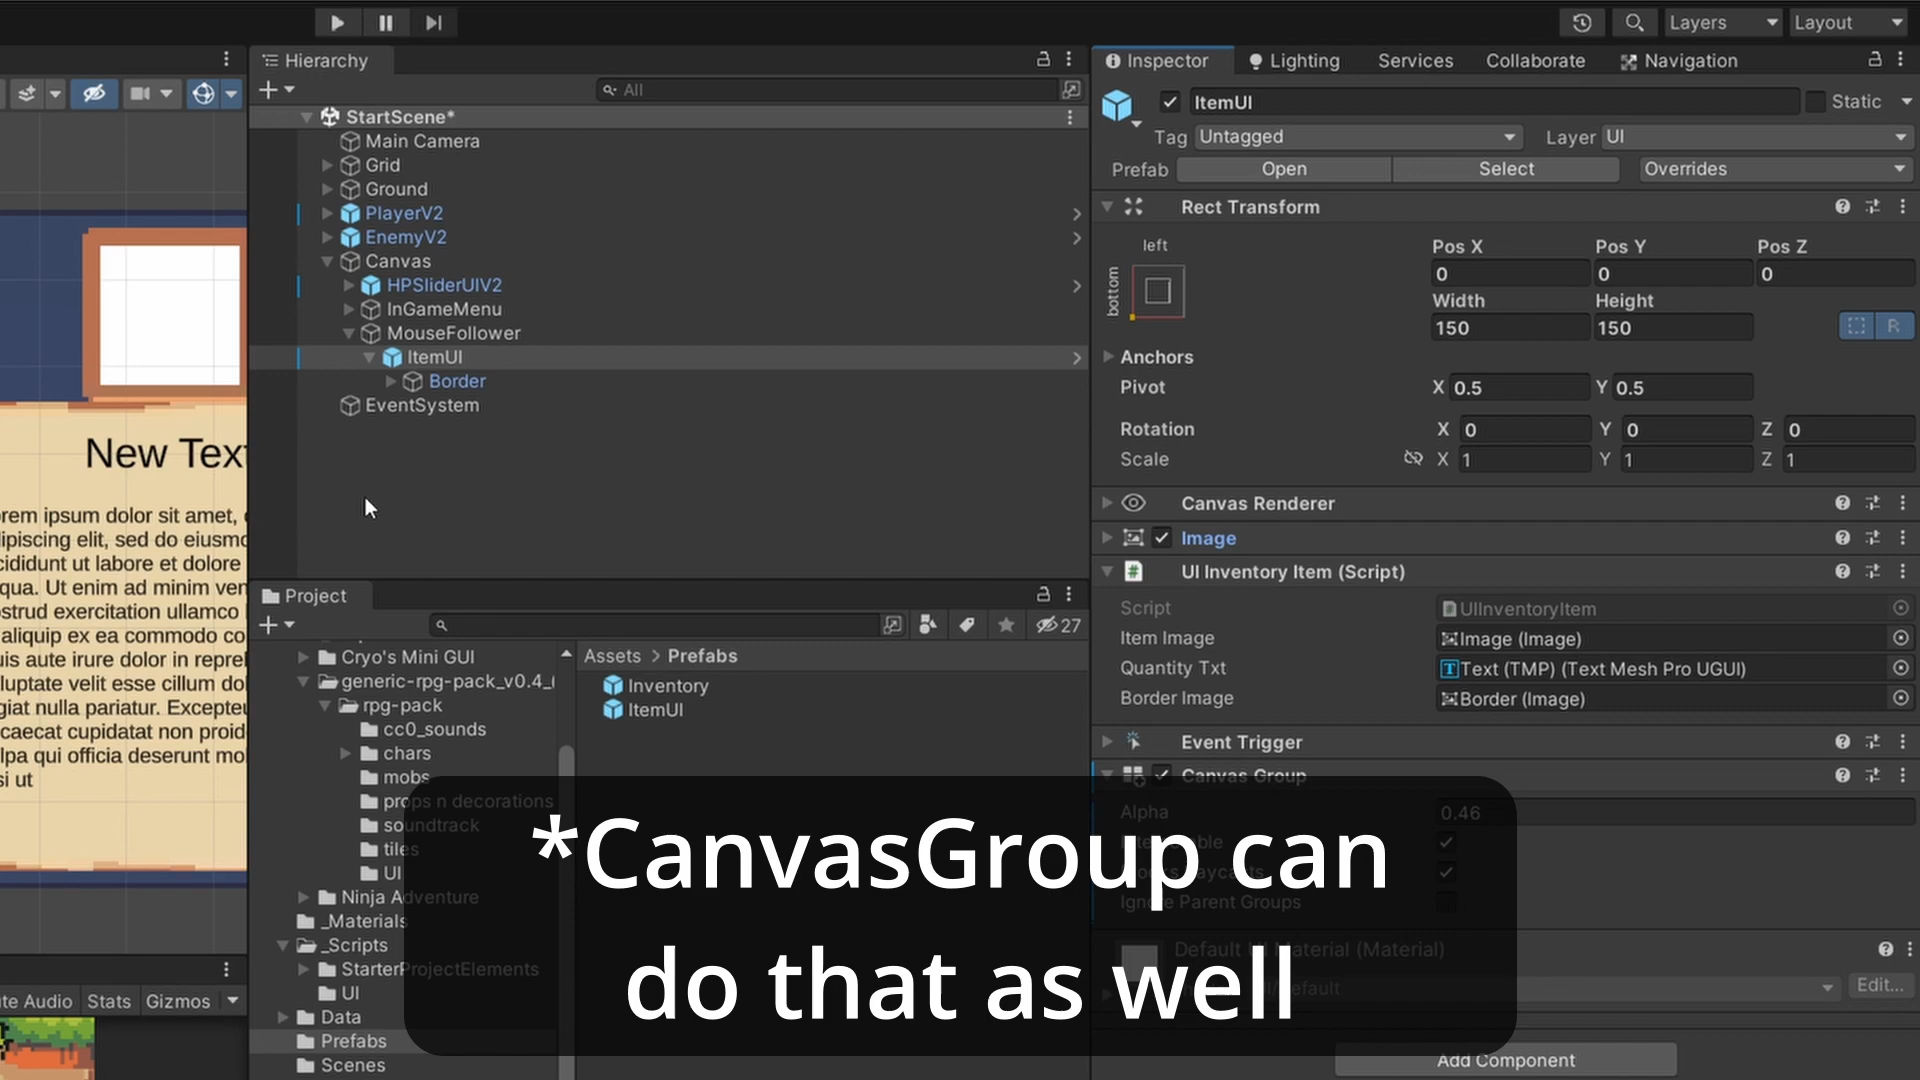 Layers
Layout
Hierarchy
All
StartScene*
Main Camera
Grid
Ground
PlayerV2
EnemyV2
Canvas
HPSliderUIV2
InGameMenu
MouseFollower
ItemUI
Border
EventSystem
New Text
rem ipsum dolor sit amet,
lipiscing elit, sed do eiusmo
cididunt ut labore et dolore
qua. Ut enim ad minim ven
strud exercitation ullamco
aliquip ex ea commodo co
uis aute irure dolor in repre
luptate velit esse cillum dol
giat nulla pariatur. Excepteu
caecat cupidatat non proid
lpa qui officia deserunt mo
si ut
te Audio
Stats
Gizmos
Project
27
Cryo's Mini GUI
generic-rpg-pack_v0.4_(
rpg-pack
cc0_sounds
chars
mobs
props n decorations
soundtrack
tiles
UI
Ninja Adventure
_Materials
_Scripts
StarterProjectElements
UI
Data
Prefabs
Scenes
Assets > Prefabs
Inventory
ItemUI
Inspector
Lighting
Services
Collaborate
Navigation
ItemUI
Static
Tag Untagged
Layer UI
Prefab Open Select Overrides
Rect Transform
left
bottom
Pos X Pos Y Pos Z
0 0 0
Width Height
150 150
R
Anchors
Pivot X 0.5 Y 0.5
Rotation X 0 Y 0 Z 0
Scale X 1 Y 1 Z 1
Canvas Renderer
Image
UI Inventory Item (Script)
Script UIInventoryItem
Item Image Image (Image)
Quantity Txt Text (TMP) (Text Mesh Pro UGUI)
Border Image Border (Image)
Event Trigger
Canvas Group
Alpha 0.46
Parent Groups
Default UI Material (Material)
Edit...
Add Component
*CanvasGroup can
do that as well